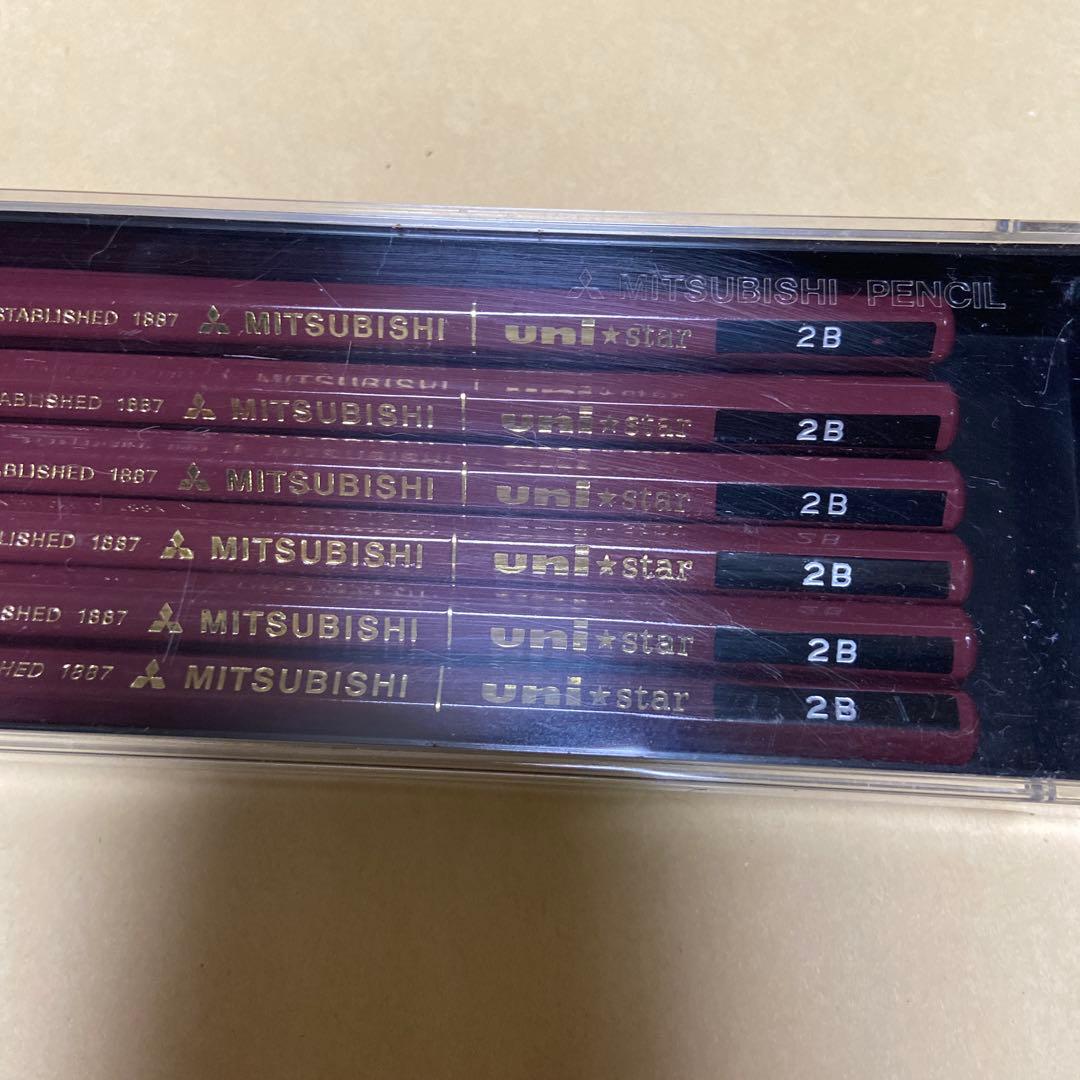 MITSUBISHI PENCIL
STABLISHED 1887 MITSUBISHI uni★star 2B
ABLISHED 1887 MITSUBISHI uni★star 2B
ABLISHED 1887 MITSUBISHI uni★star 2B
LISHED 1887 MITSUBISHI uni★star 2B
SHED 1887 MITSUBISHI uni★star 2B
SHED 1887 MITSUBISHI uni★star 2B